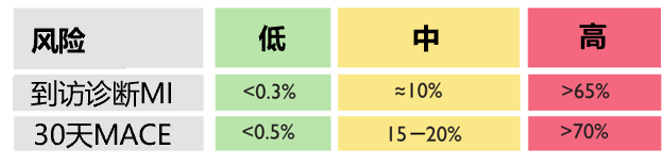 风险 低 中 高
到访诊断MI <0.3% ≈10% >65%
30天MACE <0.5% 15—20% >70%